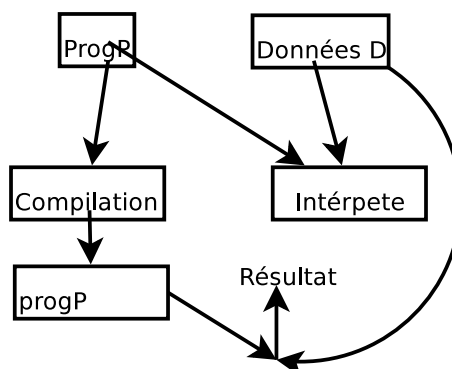 ProgP
Données D
Compilation
Intérpete
progP
Résultat